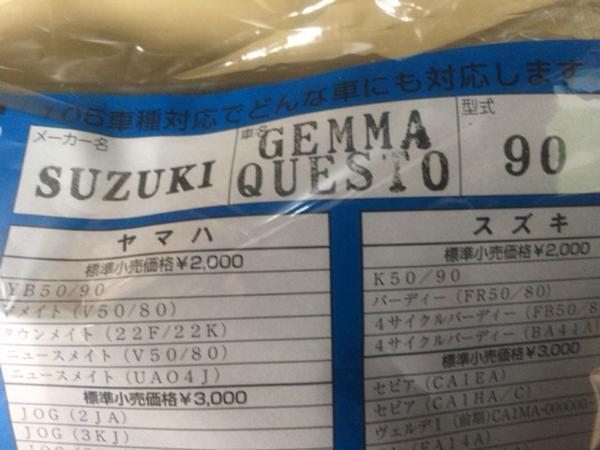 105車種対応でどんな車にも対応します
メーカー名
SUZUKI
車名
GEMMA
QUESTO
型式
90
ヤマハ
標準小売価格¥2,000
YB50/90
メイト(V50/80)
タウンメイト(22F/22K)
ニュースメイト(V50/80)
ニュースメイト(UA04J)
標準小売価格¥3,000
JOG(2JA)
JOG(3KJ)
スズキ
標準小売価格¥2,000
K50/90
バーディー(FR50/80)
4サイクルバーディー(FB50/8
4サイクルバーディー(BA41A)
標準小売価格¥3,000
セピア(CA1EA)
セピア(CA1HA/C)
ヴェルデI(前期)CA1MA-000000-